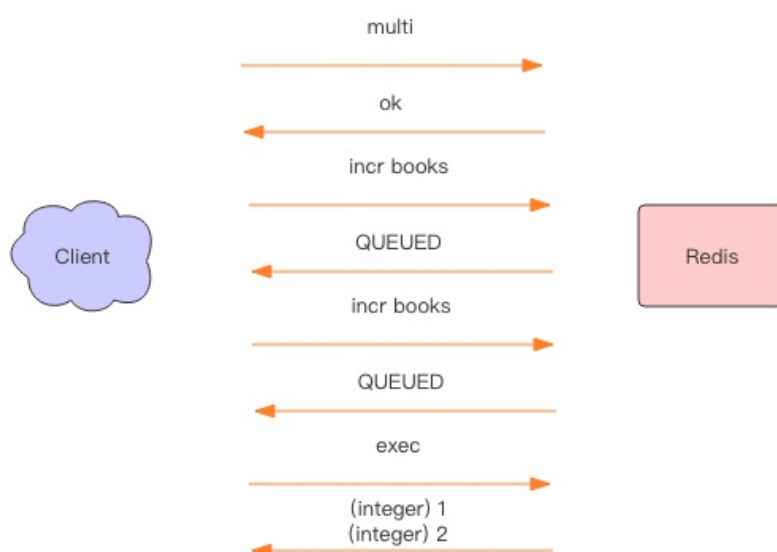 multi
ok
incr books
QUEUED
Client
Redis
incr books
QUEUED
exec
(integer) 1
(integer) 2